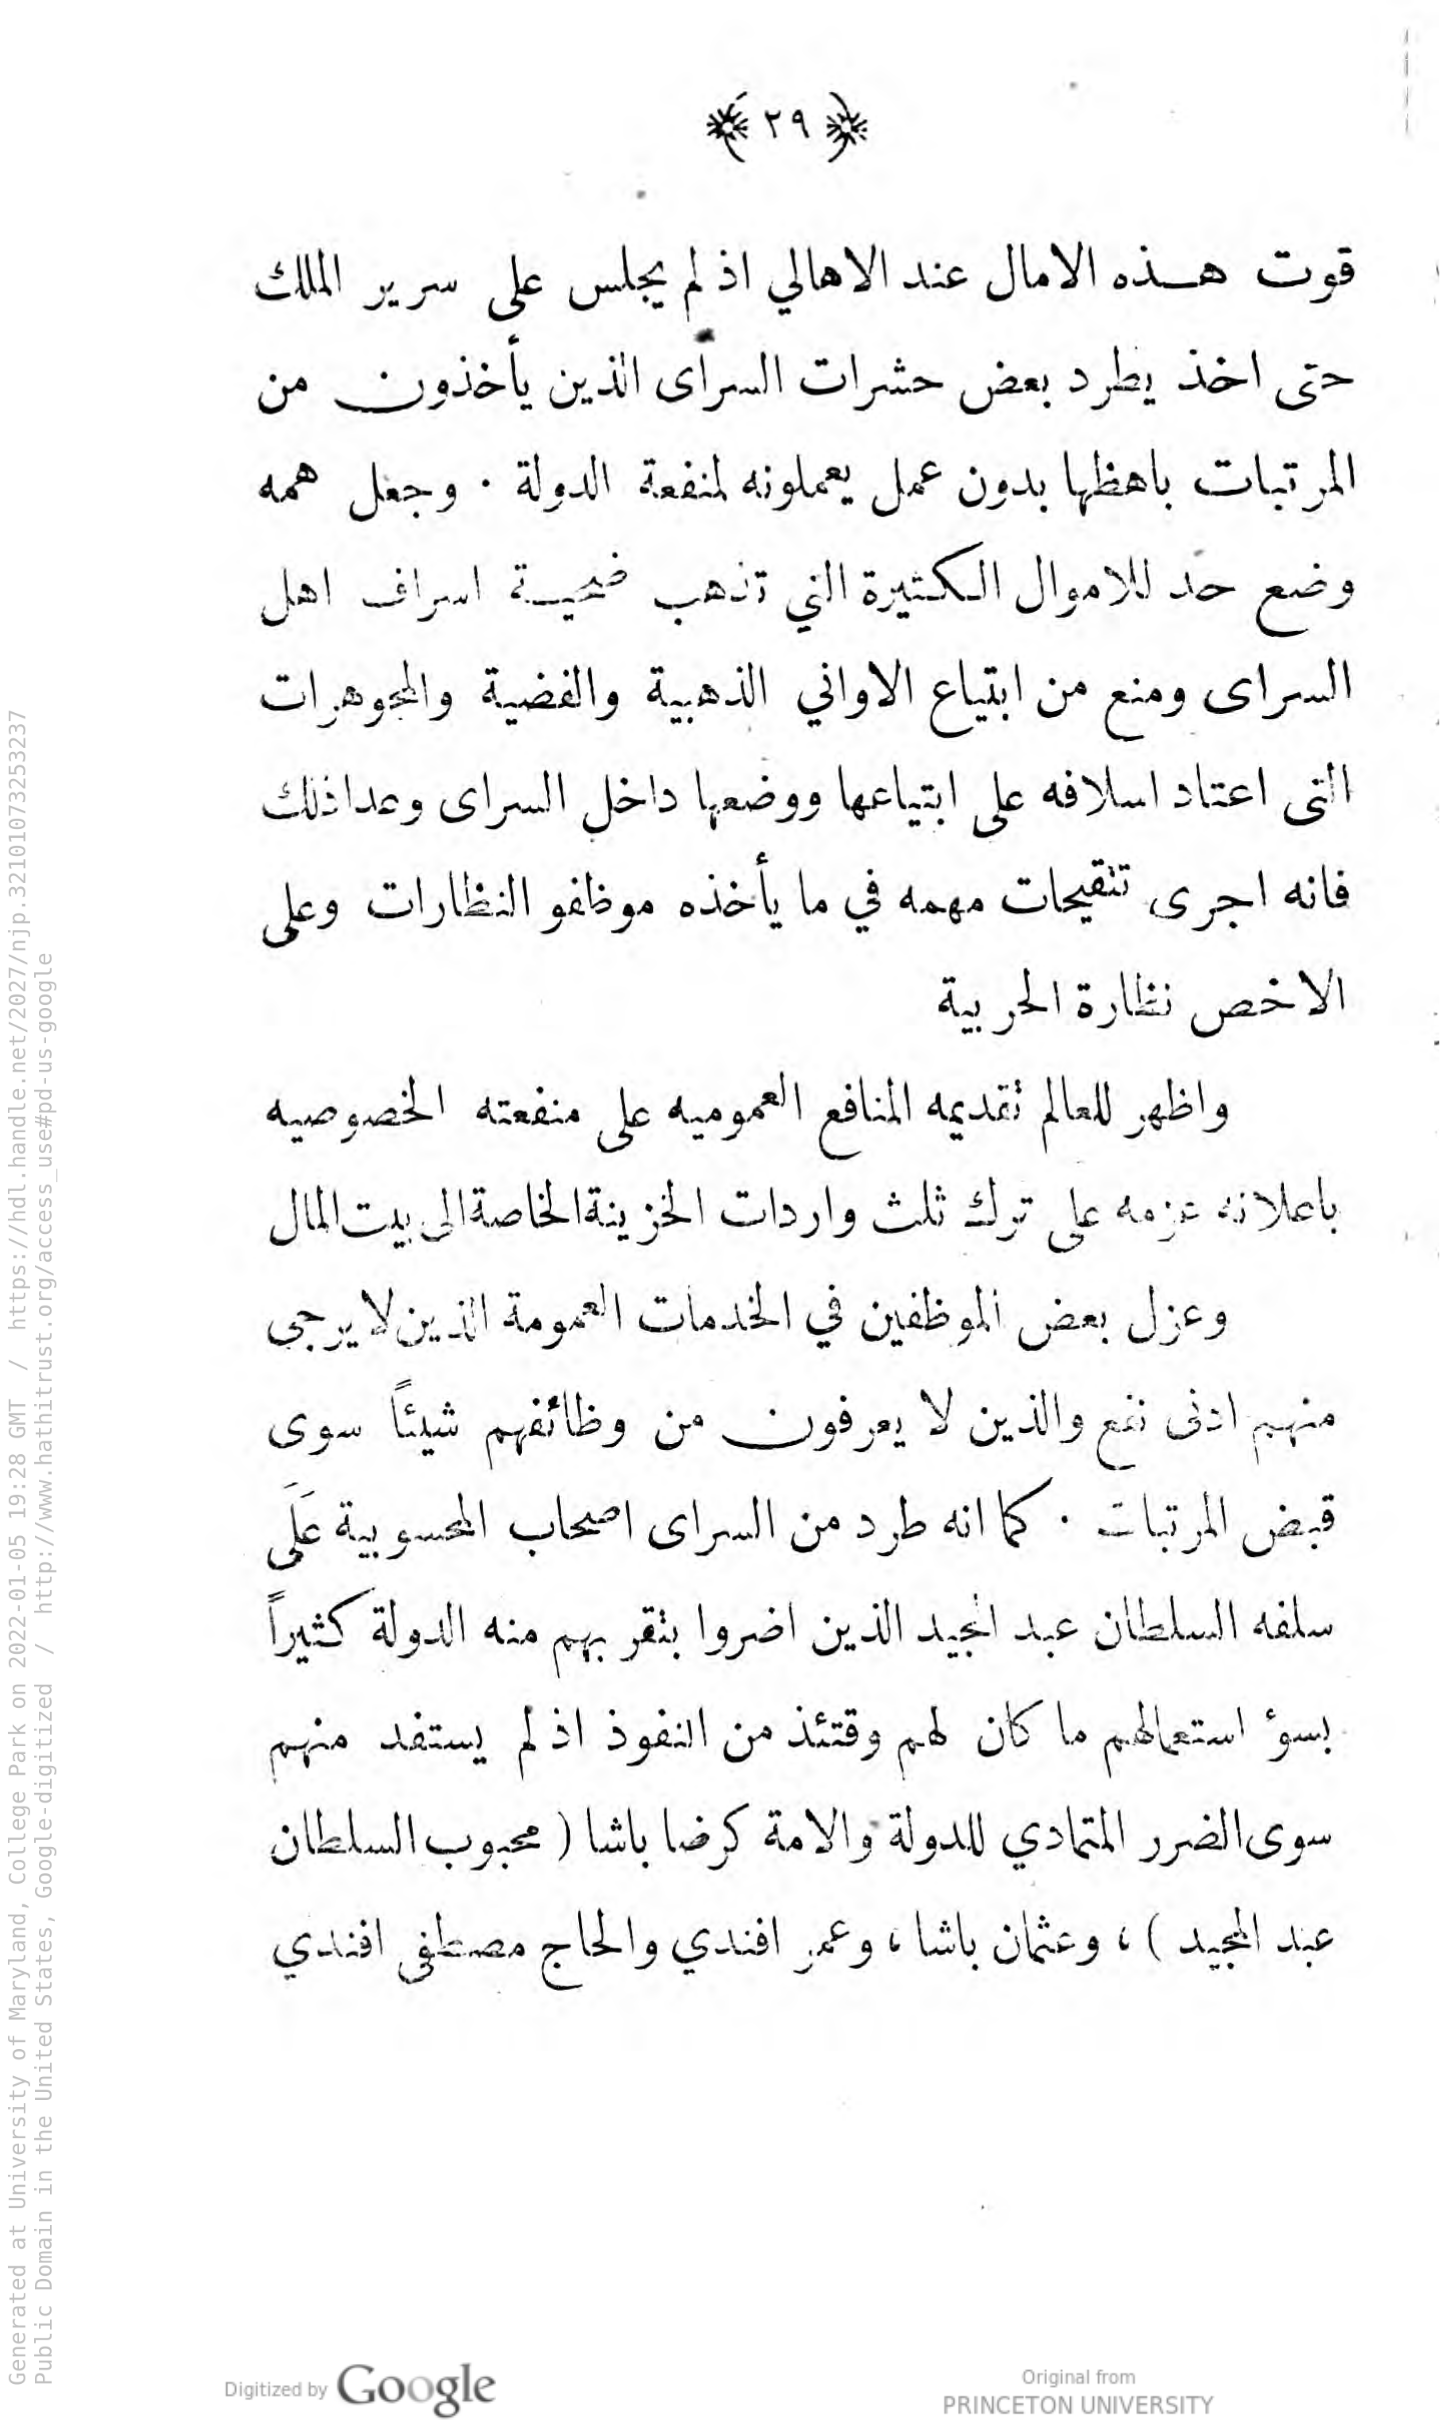 ﴿ ٢٩ ﴾
قوت هـذه الامال عند الاهالي اذ لم يجلس على سرير الملك
حتى اخذ يطرد بعض حشرات السراى الذين يأخذون من
المرتبات باهظها بدون عمل يعملونه لمنفعة الدولة ٠ وجعل همه
وضع حد للاموال الكثيرة التي تذهب ضحيـة اسراف اهل
السراى ومنع من ابتياع الاواني الذهبية والفضية والمجوهرات
التى اعتاد اسلافه على ابتياعها ووضعها داخل السراى وعداذلك
فانه اجرى تنقيحات مهمه في ما يأخذه موظفو النظارات وعلى
الاخص نظارة الحربية
واظهر للعالم تقديمه المنافع العموميه على منفعته الخصوصيه
باعلانه عزمه على ترك ثلث واردات الخزينة الخاصة الى بيت المال
وعزل بعض الموظفين في الخدمات العمومة الذين لا يرجى
منهم ادنى نفع والذين لا يعرفون من وظائفهم شيئاً سوى
قبض المرتبات ٠ كما انه طرد من السراى اصحاب المحسوبية عَلَى
سلفه السلطان عبد المجيد الذين اضروا بتقربهم منه الدولة كثيراً
بسوء استعمالهم ما كان لهم وقتئذ من النفوذ اذ لم يستفد منهم
سوى الضرر المتمادي للدولة والامة كرضا باشا ( محبوب السلطان
عبد المجيد ) ، وعثمان باشا ، وعمر افندي والحاج مصطفى افندي
Generated at University of Maryland, College Park on 2022-01-05 19:28 GMT / https://hdl.handle.net/2027/njp.32101073253237
Public Domain in the United States, Google-digitized / http://www.hathitrust.org/access_use#pd-us-google
Digitized by Google
Original from
PRINCETON UNIVERSITY